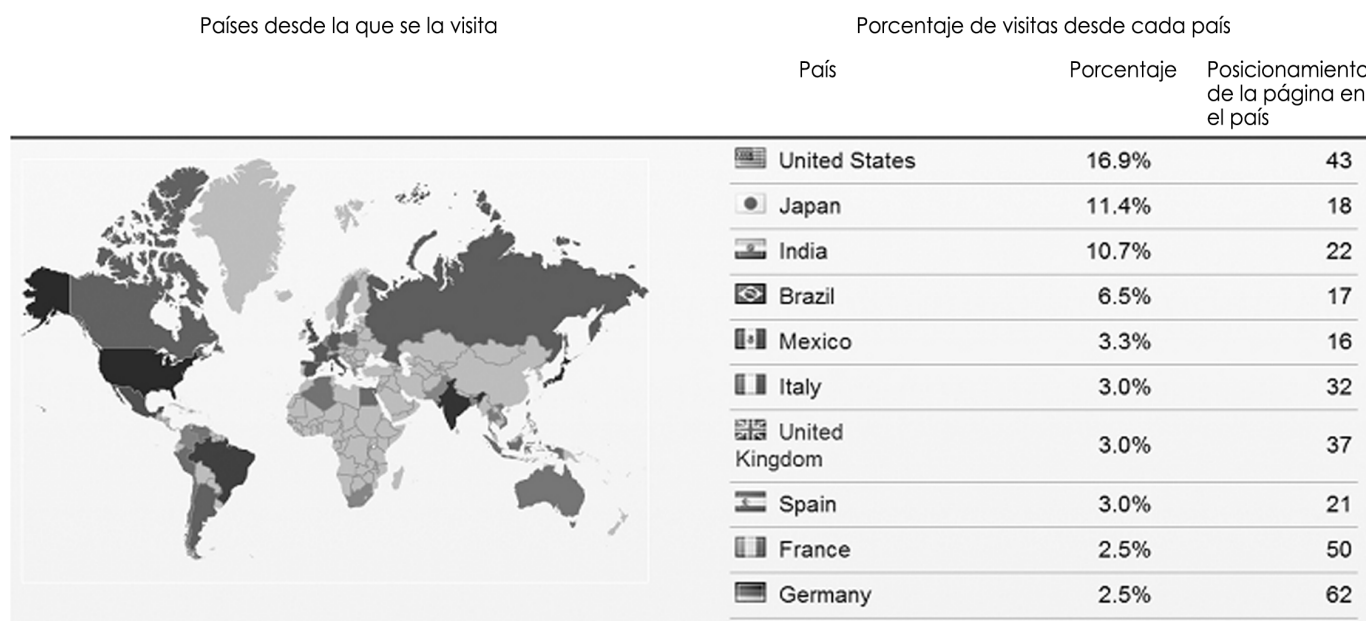 Países desde la que se la visita
Porcentaje de visitas desde cada país
País Porcentaje Posicionamiento
de la página en
el país
United States 16.9% 43
Japan 11.4% 18
India 10.7% 22
Brazil 6.5% 17
Mexico 3.3% 16
Italy 3.0% 32
United
Kingdom 3.0% 37
Spain 3.0% 21
France 2.5% 50
Germany 2.5% 62